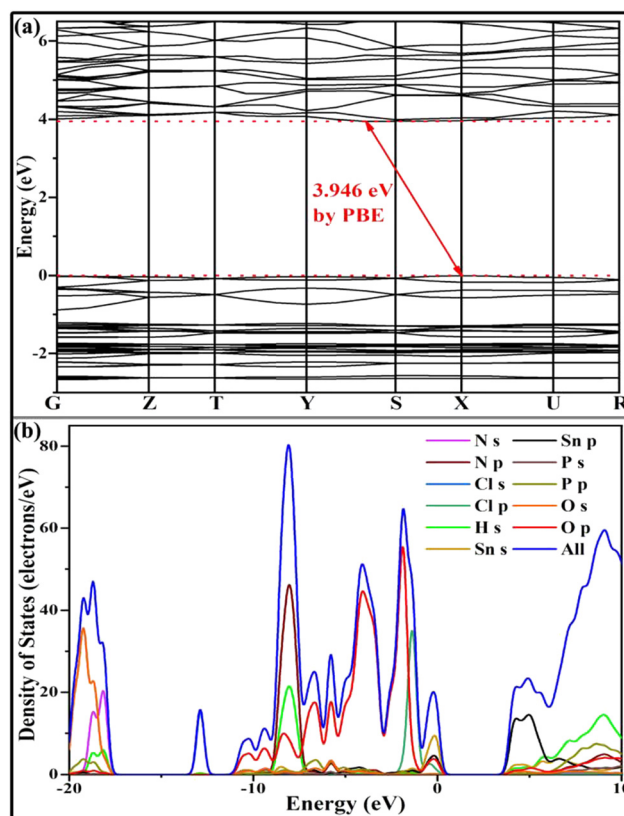 (a)
6
4
2
0
-2
Energy (eV)
3.946 eV
by PBE
G Z T Y S X U R
(b)
80
60
40
20
0
Density of States (electrons/eV)
N s Sn p
N p P s
Cl s P p
Cl p O s
H s O p
Sn s All
-20 -10 0 10
Energy (eV)